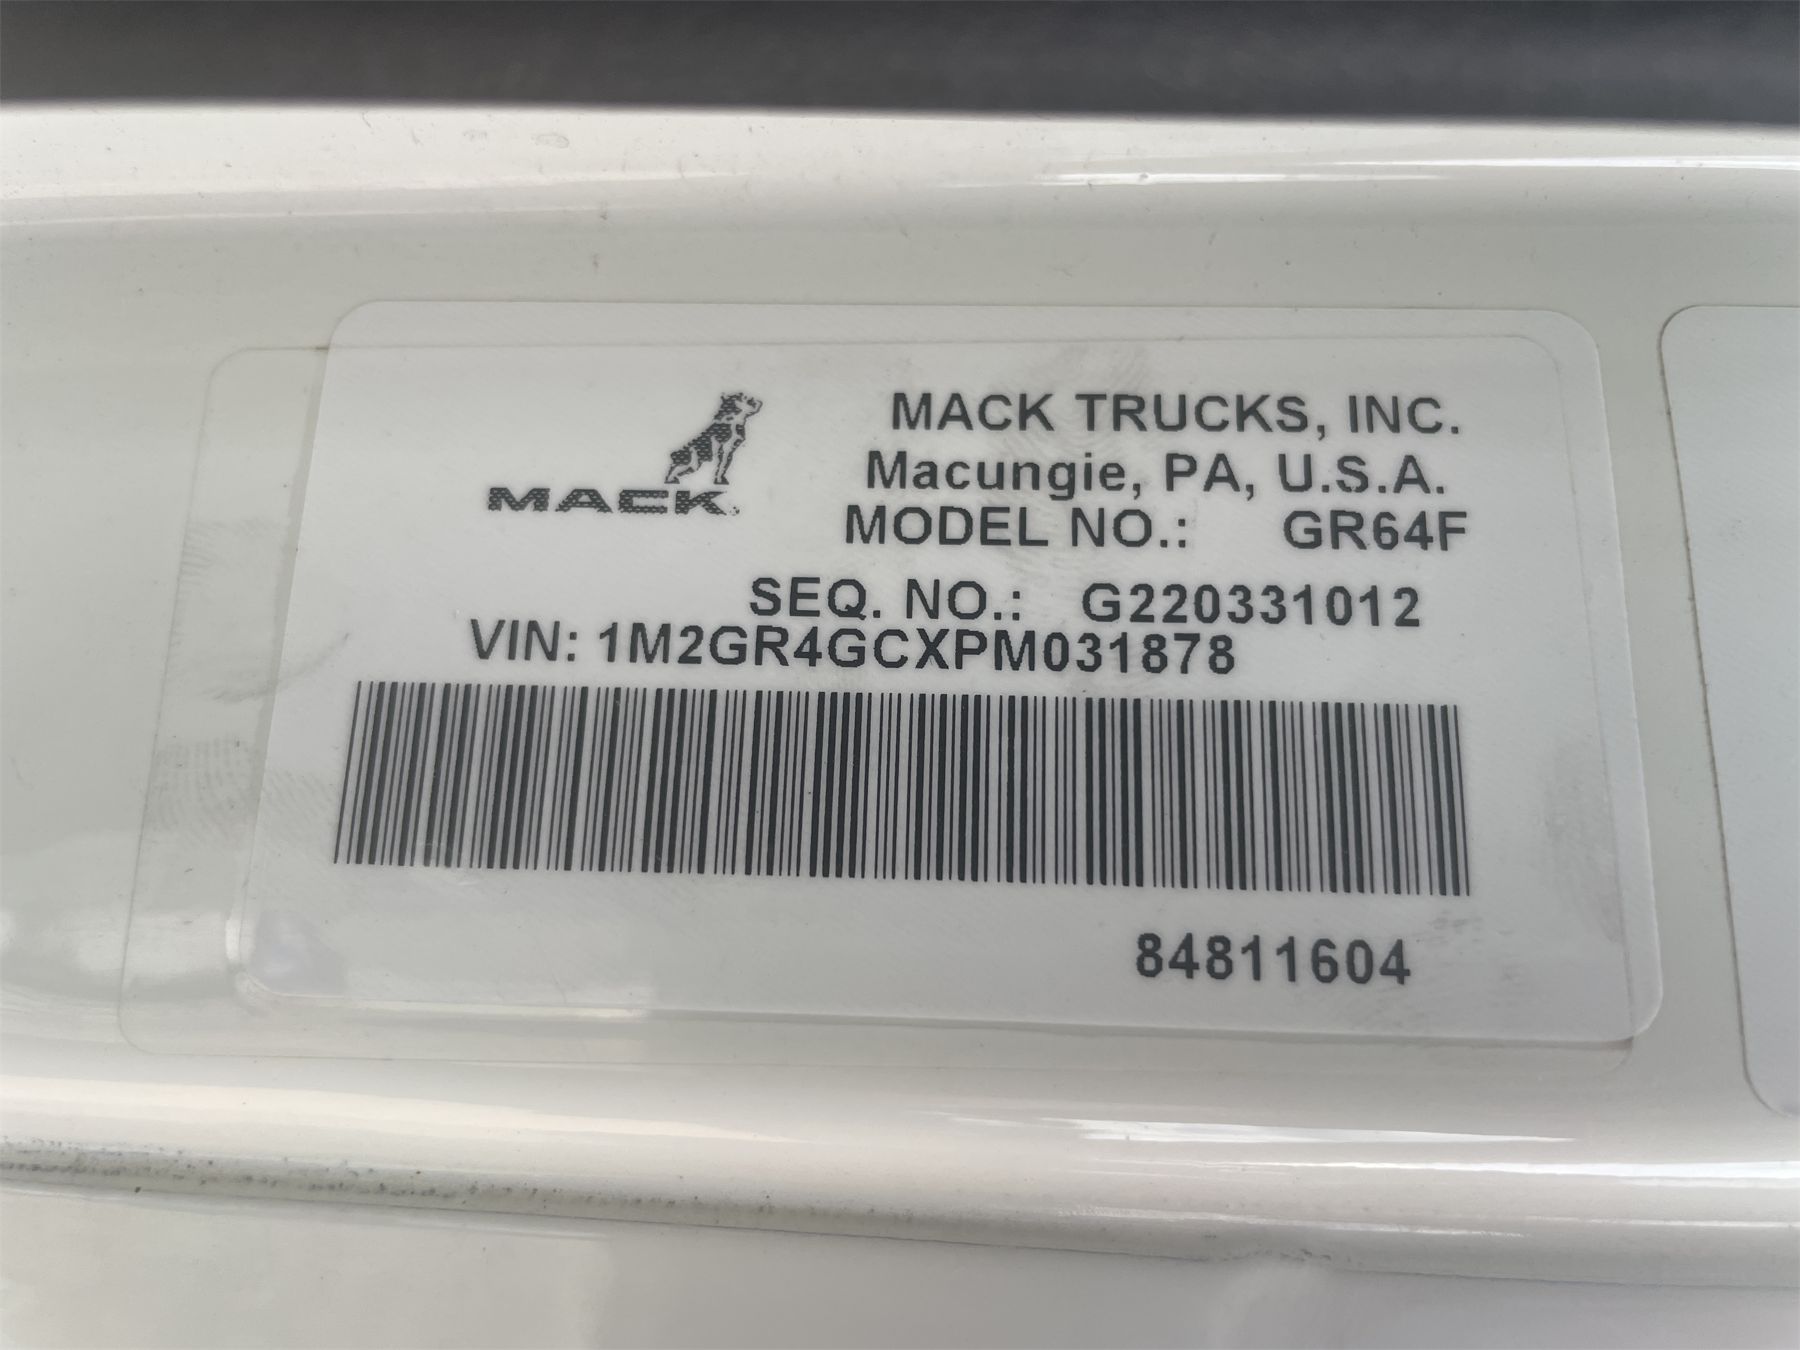 MACK TRUCKS, INC.
MACK
Macungie, PA, U.S.A.
MODEL NO.: GR64F
SEQ. NO.: G220331012
VIN: 1M2GR4GCXPM031878
84811604